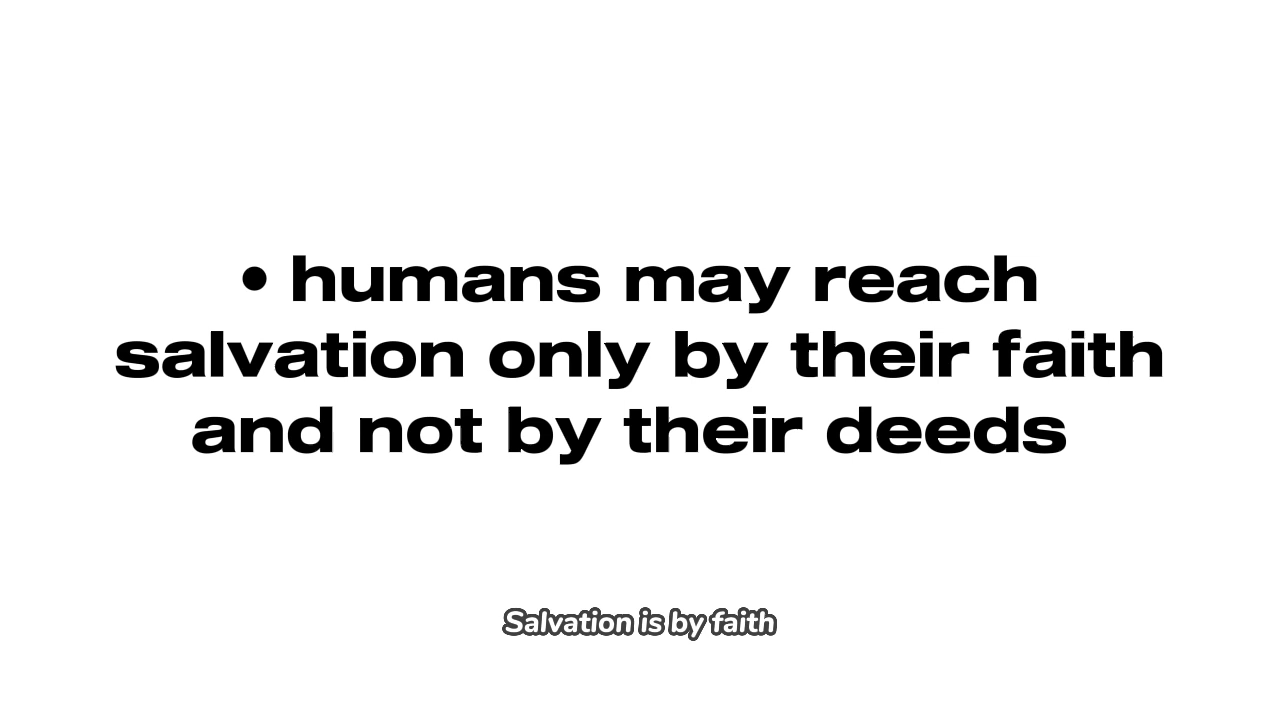 • humans may reach
salvation only by their faith
and not by their deeds
Salvation is by faith